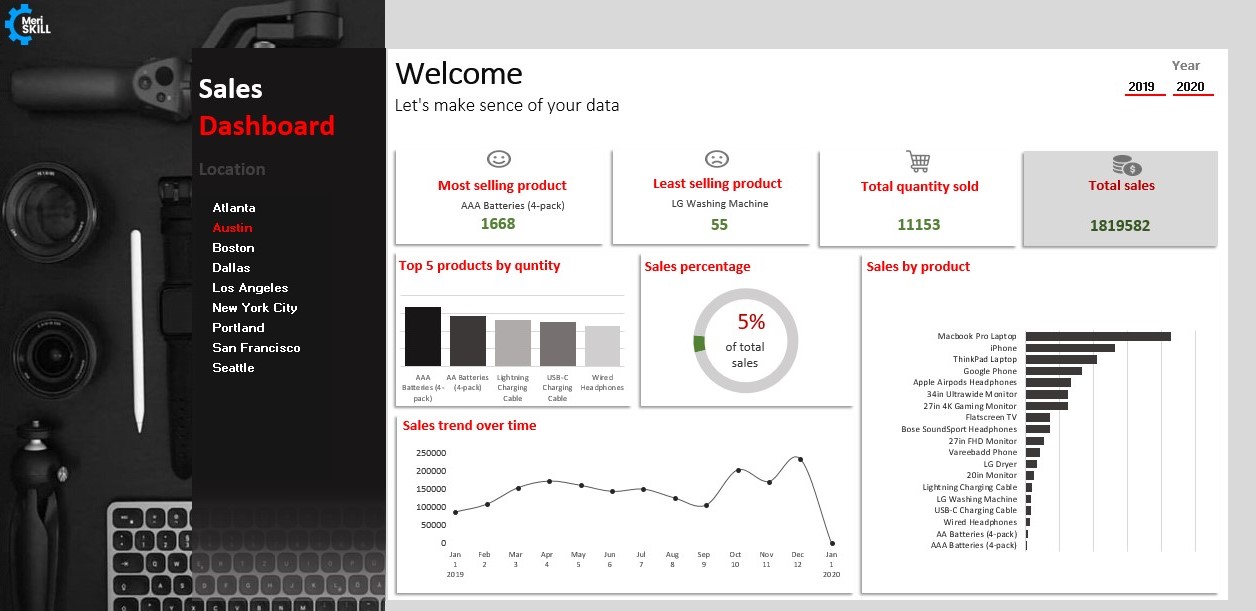 Meri
SKILL
Sales
Dashboard
Location
Atlanta
Austin
Boston
Dallas
Los Angeles
New York City
Portland
San Francisco
Seattle
Welcome
Let's make sence of your data
Year
2019 2020
Most selling product
AAA Batteries (4-pack)
1668
Least selling product
LG Washing Machine
55
Total quantity sold
11153
Total sales
1819582
Top 5 products by quntity
AAA
Batteries (4-
pack)
AA Batteries
(4-pack)
Lightning
Charging
Cable
USB-C
Charging
Cable
Wired
Headphones
Sales percentage
5%
of total
sales
Sales by product
Macbook Pro Laptop
iPhone
ThinkPad Laptop
Google Phone
Apple Airpods Headphones
34in Ultrawide Monitor
27in 4K Gaming Monitor
Flatscreen TV
Bose SoundSport Headphones
27in FHD Monitor
Vareebadd Phone
LG Dryer
20in Monitor
Lightning Charging Cable
LG Washing Machine
USB-C Charging Cable
Wired Headphones
AA Batteries (4-pack)
AAA Batteries (4-pack)
Sales trend over time
250000
200000
150000
100000
50000
0
Jan Feb Mar Apr May Jun Jul Aug Sep Oct Nov Dec Jan
1 2 3 4 5 6 7 8 9 10 11 12 1
2019 2020